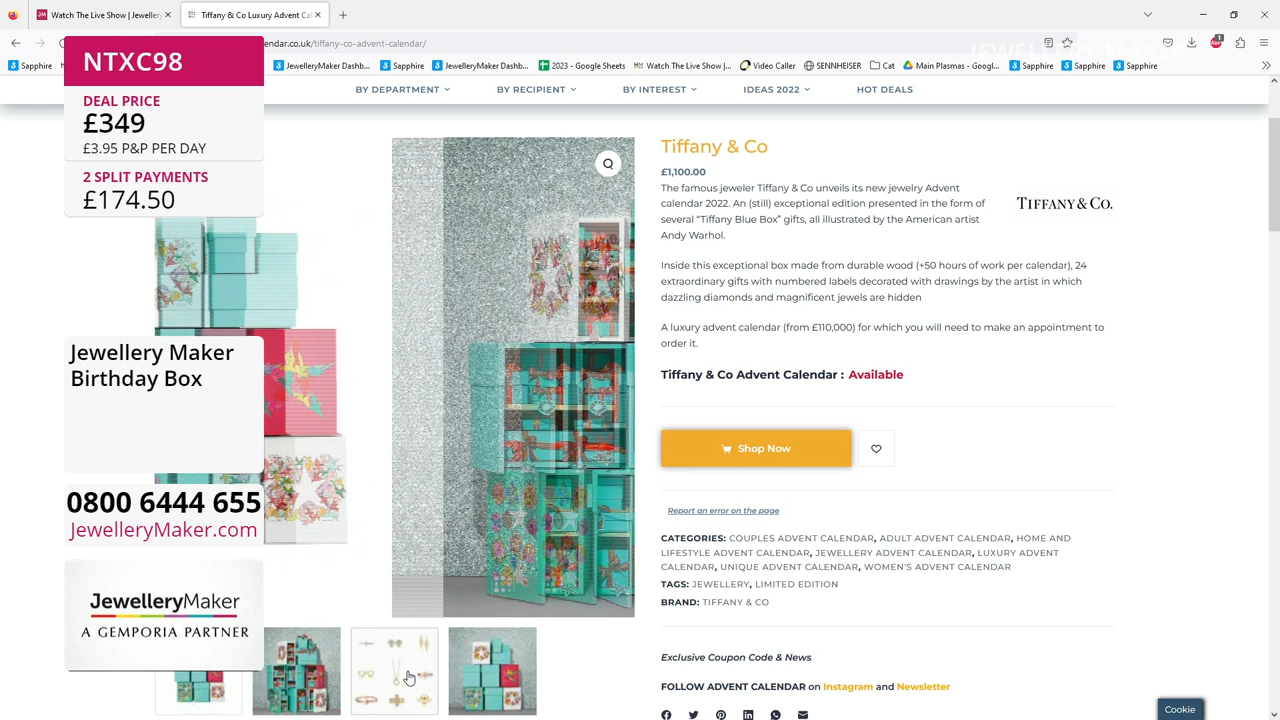 Watch The Live Show | Jeweller
Tiffany & Co Luxury Advent Ca
endar.co.uk/tiffany-co-advent-calendar/
1
Sapphire
JewelleryMaker Dashb...
Sapphire
JewelleryMaker Dashb...
2023 - Google Sheets
Watch The Live Show |...
Video Caller
SENNHEISER
Cat
Main Plasmas - Googl...
Sapphire
Sapphire
Sapphire
BY DEPARTMENT
BY RECIPIENT
BY INTEREST
IDEAS 2022
HOT DEALS
NTXC98
DEAL PRICE
£349
£3.95 P&P PER DAY
2 SPLIT PAYMENTS
£174.50
Jewellery Maker
Birthday Box
0800 6444 655
JewelleryMaker.com
JewelleryMaker
A GEMPORIA PARTNER
Tiffany & Co
£1,100.00
The famous jeweler Tiffany & Co unveils its new jewelry Advent
calendar 2022. An (still) exceptional edition presented in the form of
several “Tiffany Blue Box” gifts, all illustrated by the American artist
Andy Warhol.
TIFFANY & CO.
Inside this exceptional box made from durable wood (+50 hours of work per calendar), 24
extraordinary gifts with numbered labels decorated with drawings by the artist in which
dazzling diamonds and magnificent jewels are hidden
A luxury advent calendar (from £110,000) for which you will need to make an appointment to
order it.
Tiffany & Co Advent Calendar : Available
Shop Now
Report an error on the page
CATEGORIES: COUPLES ADVENT CALENDAR, ADULT ADVENT CALENDAR, HOME AND
LIFESTYLE ADVENT CALENDAR, JEWELLERY ADVENT CALENDAR, LUXURY ADVENT
CALENDAR, UNIQUE ADVENT CALENDAR, WOMEN'S ADVENT CALENDAR
TAGS: JEWELLERY, LIMITED EDITION
BRAND: TIFFANY & CO
Exclusive Coupon Code & News
FOLLOW ADVENT CALENDAR on Instagram and Newsletter
Cookie